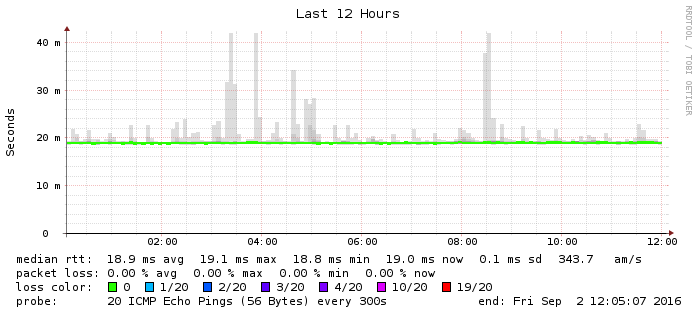 Last 12 Hours
RRDTOOL / TOBI OETIKER
Seconds
40 m
30 m
20 m
10 m
0
02:00 04:00 06:00 08:00 10:00 12:00
median rtt: 18.9 ms avg 19.1 ms max 18.8 ms min 19.0 ms now 0.1 ms sd 343.7 am/s
packet loss: 0.00 % avg 0.00 % max 0.00 % min 0.00 % now
loss color: 0 1/20 2/20 3/20 4/20 10/20 19/20
probe: 20 ICMP Echo Pings (56 Bytes) every 300s end: Fri Sep 2 12:05:07 2016